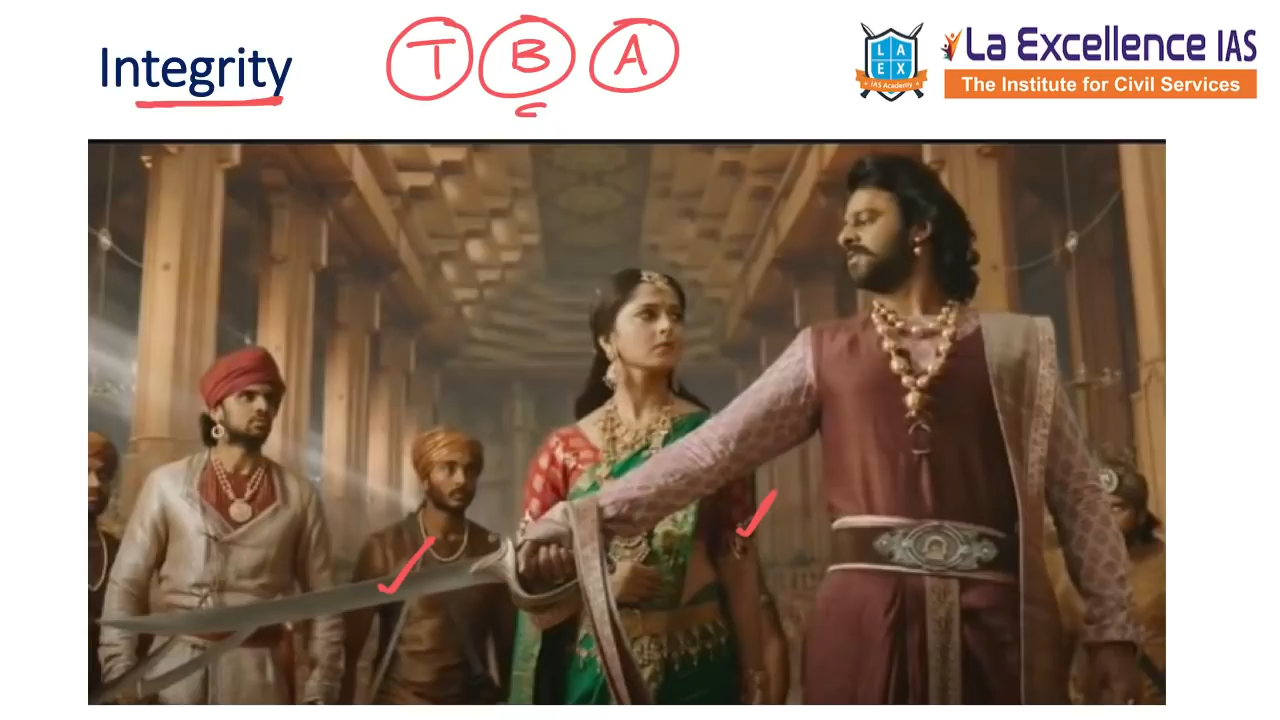 Integrity
T B A
L A
E X
IAS Academy
La Excellence IAS
The Institute for Civil Services